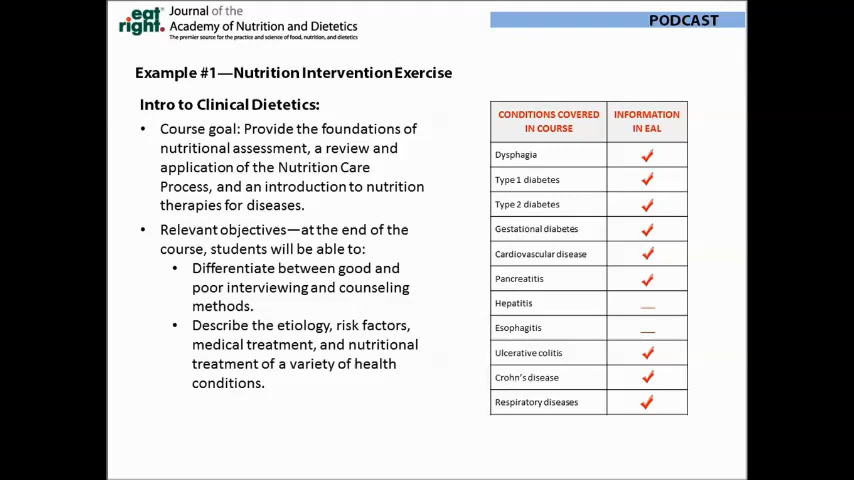 eat right.
Journal of the
Academy of Nutrition and Dietetics
The premier source for the practice and science of food, nutrition, and dietetics
PODCAST
Example #1—Nutrition Intervention Exercise
Intro to Clinical Dietetics:
• Course goal: Provide the foundations of
nutritional assessment, a review and
application of the Nutrition Care
Process, and an introduction to nutrition
therapies for diseases.
• Relevant objectives—at the end of the
course, students will be able to:
• Differentiate between good and
poor interviewing and counseling
methods.
• Describe the etiology, risk factors,
medical treatment, and nutritional
treatment of a variety of health
conditions.
CONDITIONS COVERED IN COURSE
INFORMATION IN EAL
Dysphagia ✓
Type 1 diabetes ✓
Type 2 diabetes ✓
Gestational diabetes ✓
Cardiovascular disease ✓
Pancreatitis ✓
Hepatitis —
Esophagitis —
Ulcerative colitis ✓
Crohn's disease ✓
Respiratory diseases ✓